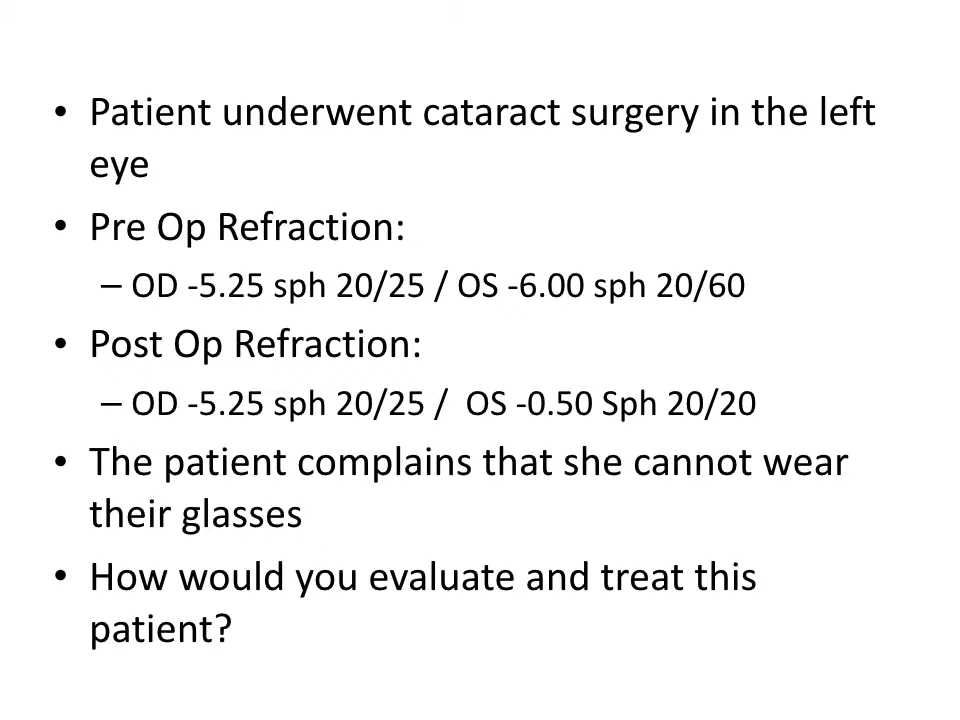 • Patient underwent cataract surgery in the left
eye
• Pre Op Refraction:
– OD -5.25 sph 20/25 / OS -6.00 sph 20/60
• Post Op Refraction:
– OD -5.25 sph 20/25 /  OS -0.50 Sph 20/20
• The patient complains that she cannot wear
their glasses
• How would you evaluate and treat this
patient?